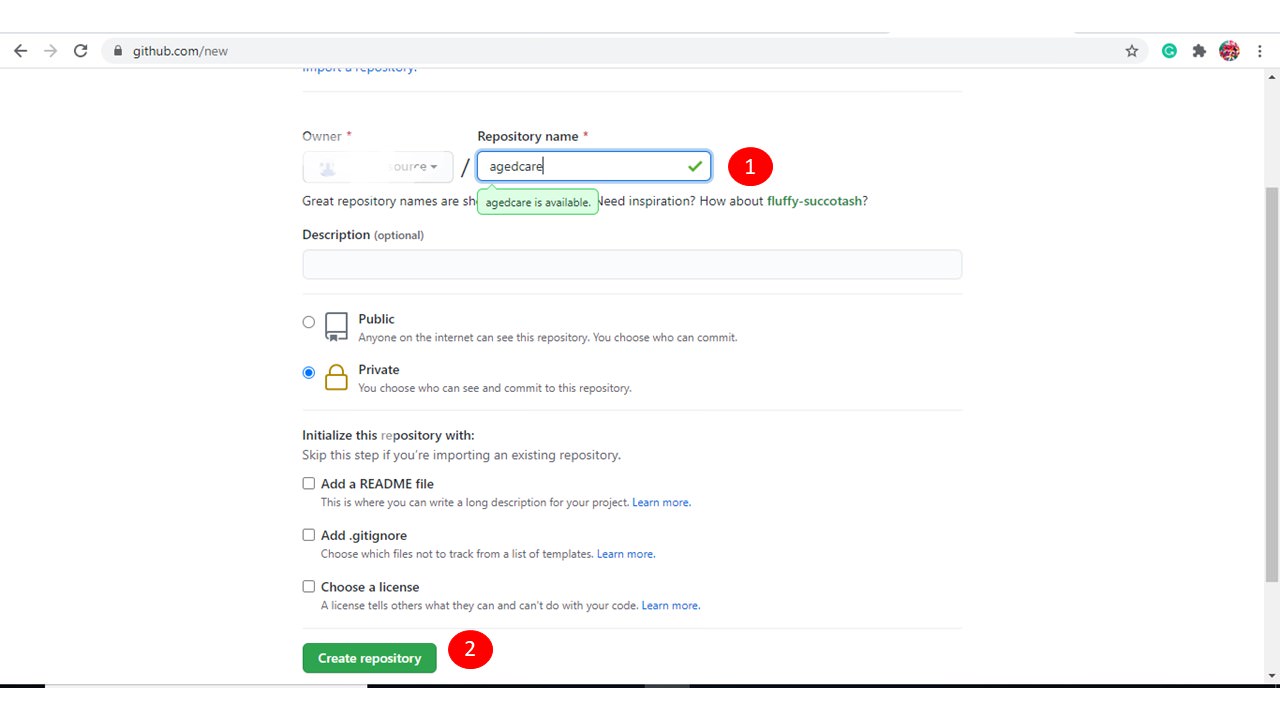 github.com/new
Import a repository.
Owner * Repository name *
/ agedcare
1
Great repository names are agedcare is available. Need inspiration? How about fluffy-succotash?
Description (optional)
Public
Anyone on the internet can see this repository. You choose who can commit.
Private
You choose who can see and commit to this repository.
Initialize this repository with:
Skip this step if you're importing an existing repository.
Add a README file
This is where you can write a long description for your project. Learn more.
Add .gitignore
Choose which files not to track from a list of templates. Learn more.
Choose a license
A license tells others what they can and can't do with your code. Learn more.
Create repository
2